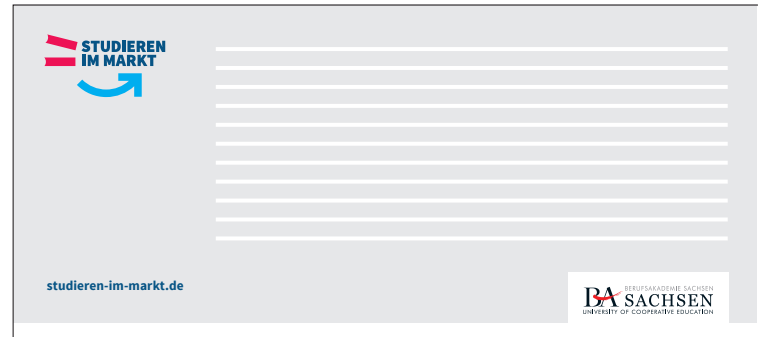 STUDIEREN
IM MARKT
studieren-im-markt.de
BA
BERUFSAKADEMIE SACHSEN
SACHSEN
UNIVERSITY OF COOPERATIVE EDUCATION